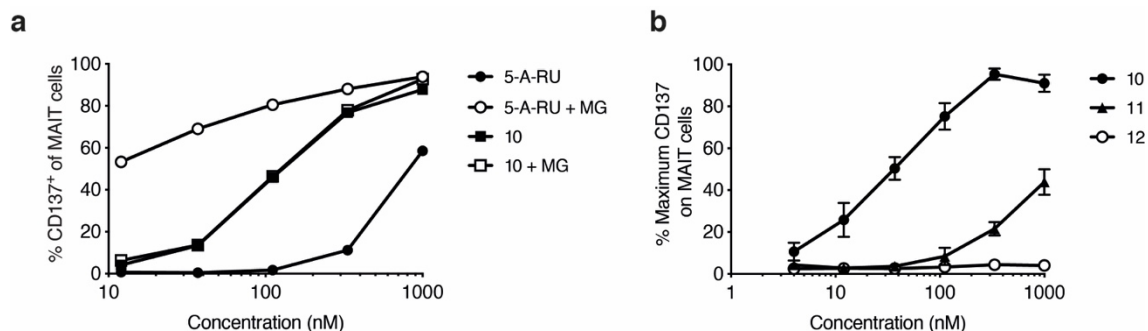 a
% CD137⁺ of MAIT cells
100
80
60
40
20
0
10
100
1000
Concentration (nM)
5-A-RU
5-A-RU + MG
10
10 + MG
b
% Maximum CD137
on MAIT cells
100
80
60
40
20
0
1
10
100
1000
Concentration (nM)
10
11
12